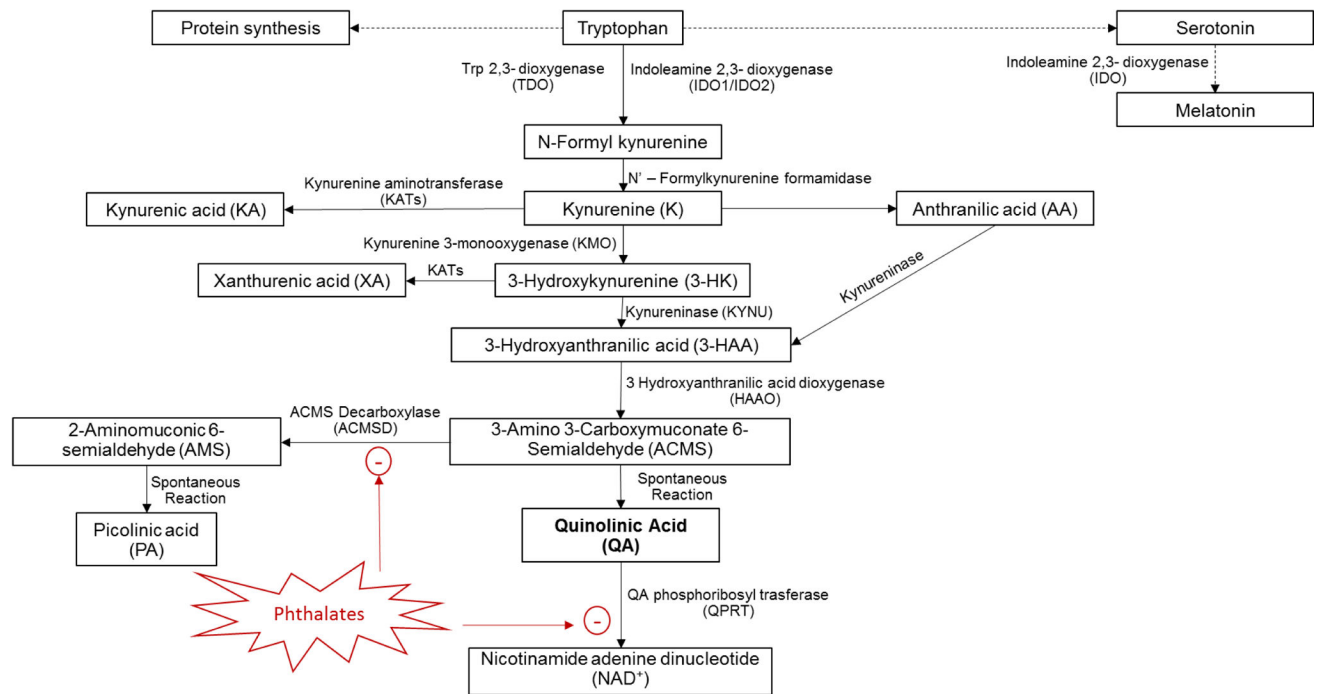 Protein synthesis
Tryptophan
Serotonin
Trp 2,3- dioxygenase
(TDO)
Indoleamine 2,3- dioxygenase
(IDO1/IDO2)
Indoleamine 2,3- dioxygenase
(IDO)
Melatonin
N-Formyl kynurenine
N' – Formylkynurenine formamidase
Kynurenine aminotransferase
(KATs)
Kynurenic acid (KA)
Kynurenine (K)
Anthranilic acid (AA)
Kynurenine 3-monooxygenase (KMO)
Xanthurenic acid (XA)
KATs
3-Hydroxykynurenine (3-HK)
Kynureninase
Kynureninase (KYNU)
3-Hydroxyanthranilic acid (3-HAA)
3 Hydroxyanthranilic acid dioxygenase
(HAAO)
ACMS Decarboxylase
(ACMSD)
2-Aminomuconic 6-
semialdehyde (AMS)
3-Amino 3-Carboxymuconate 6-
Semialdehyde (ACMS)
-
Spontaneous
Reaction
Spontaneous
Reaction
Picolinic acid
(PA)
Quinolinic Acid
(QA)
Phthalates
-
QA phosphoribosyl trasferase
(QPRT)
Nicotinamide adenine dinucleotide
(NAD⁺)